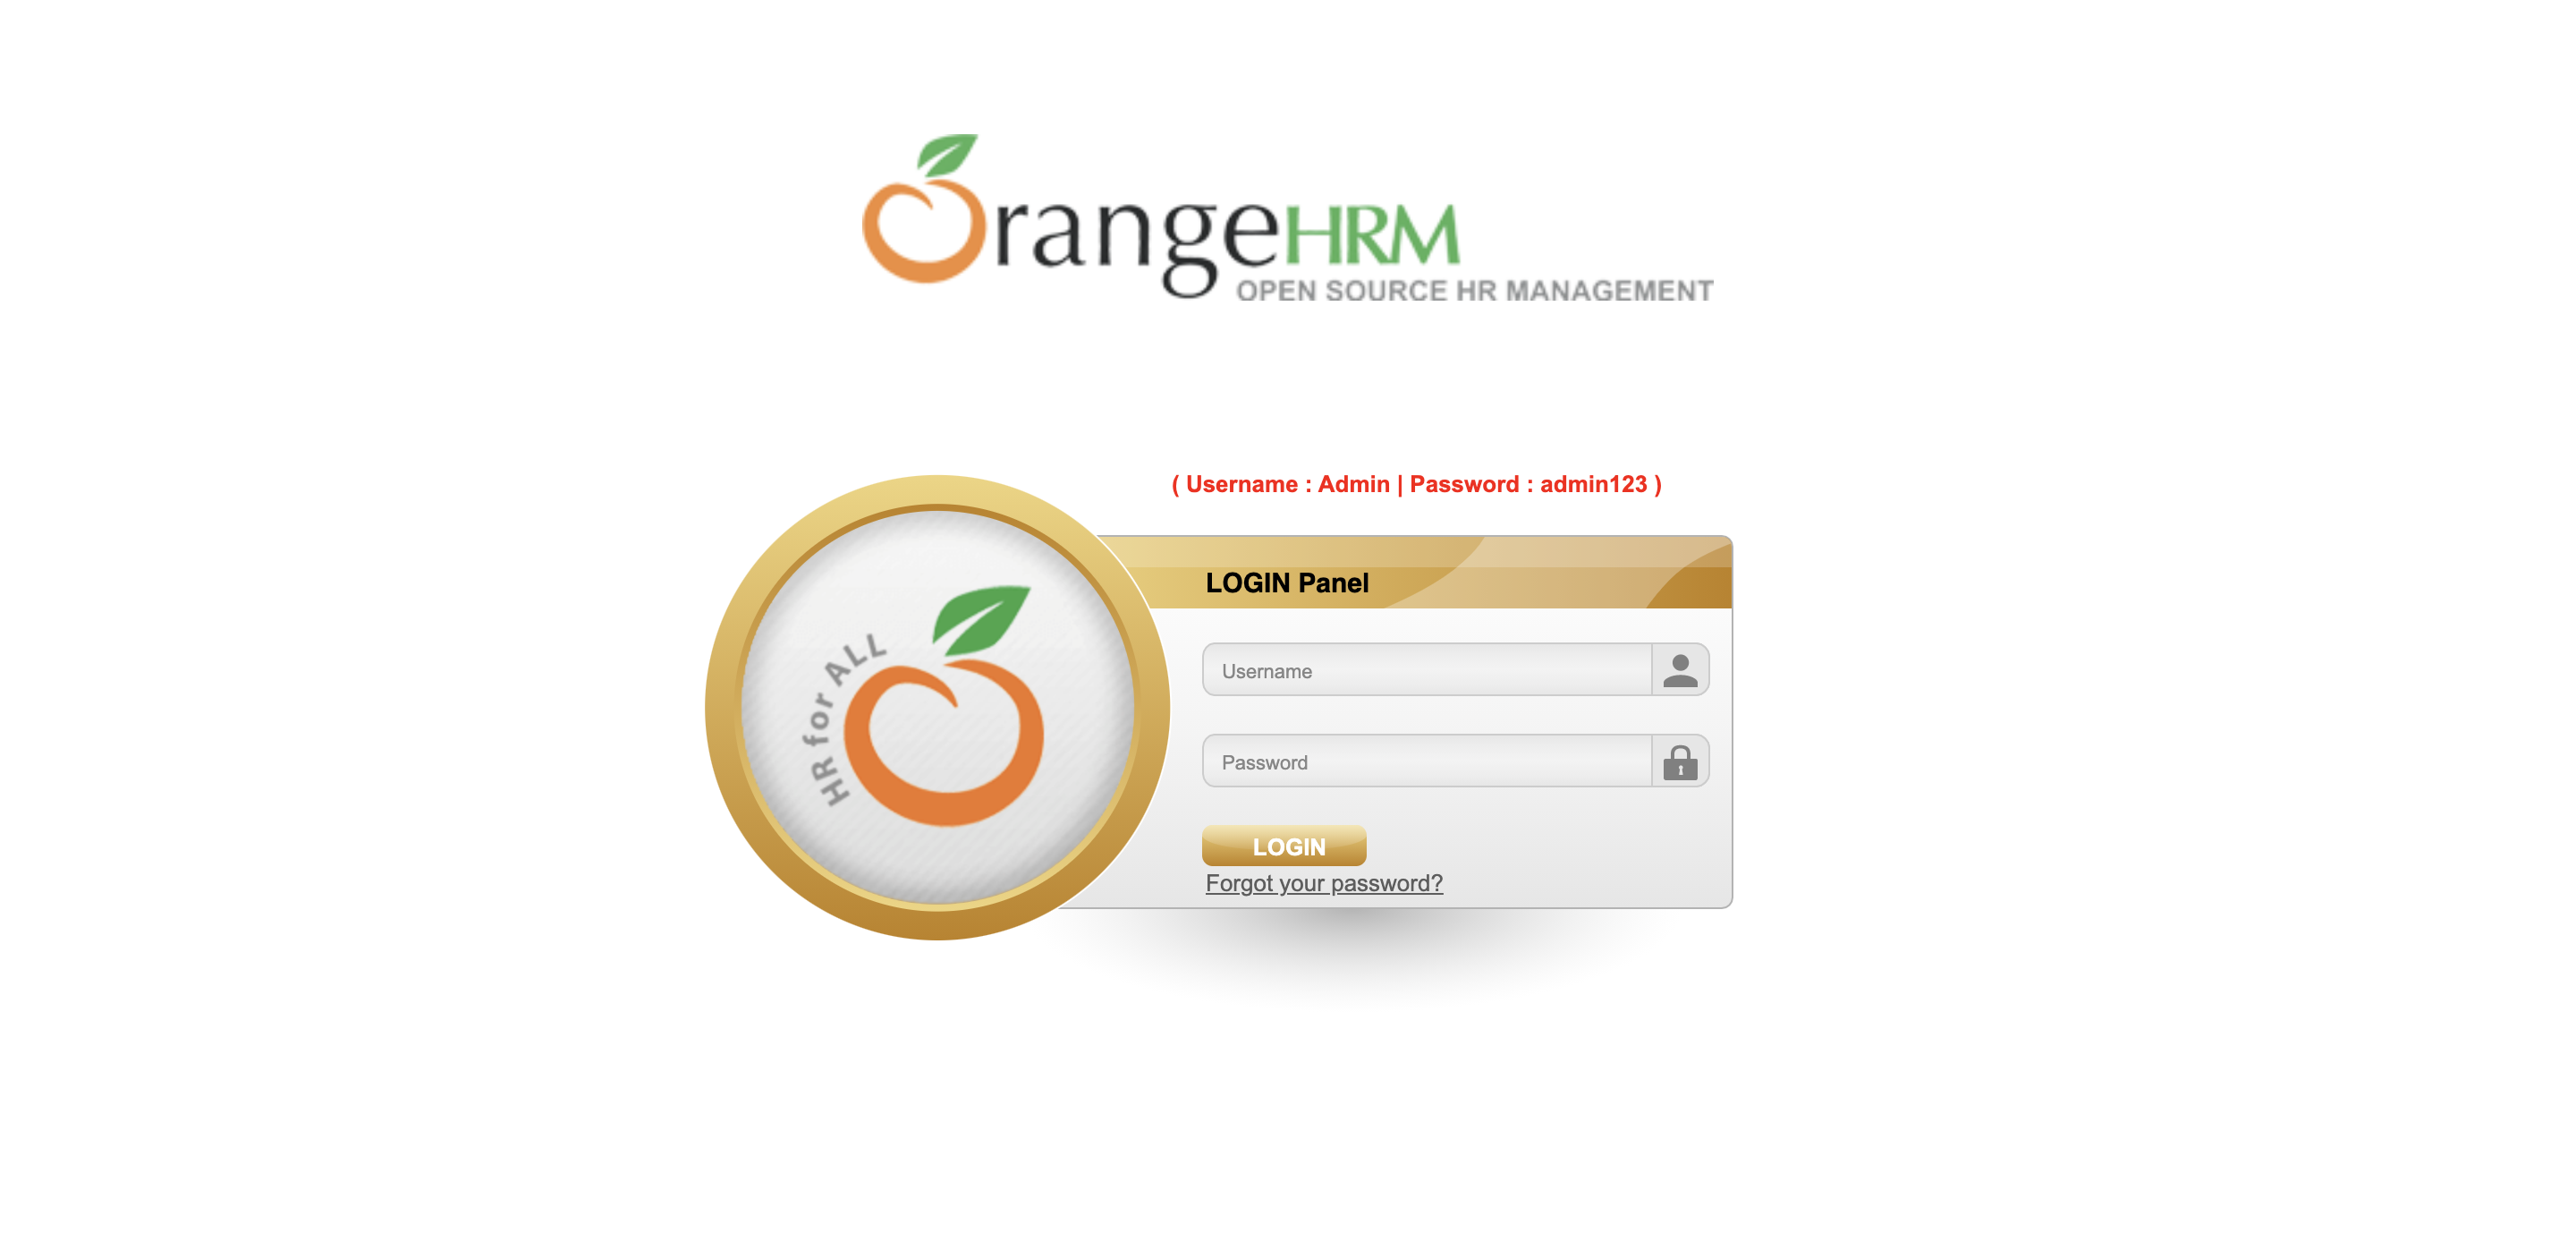 OrangeHRM
OPEN SOURCE HR MANAGEMENT
( Username : Admin | Password : admin123 )
HR for ALL
LOGIN Panel
Username
Password
LOGIN
Forgot your password?